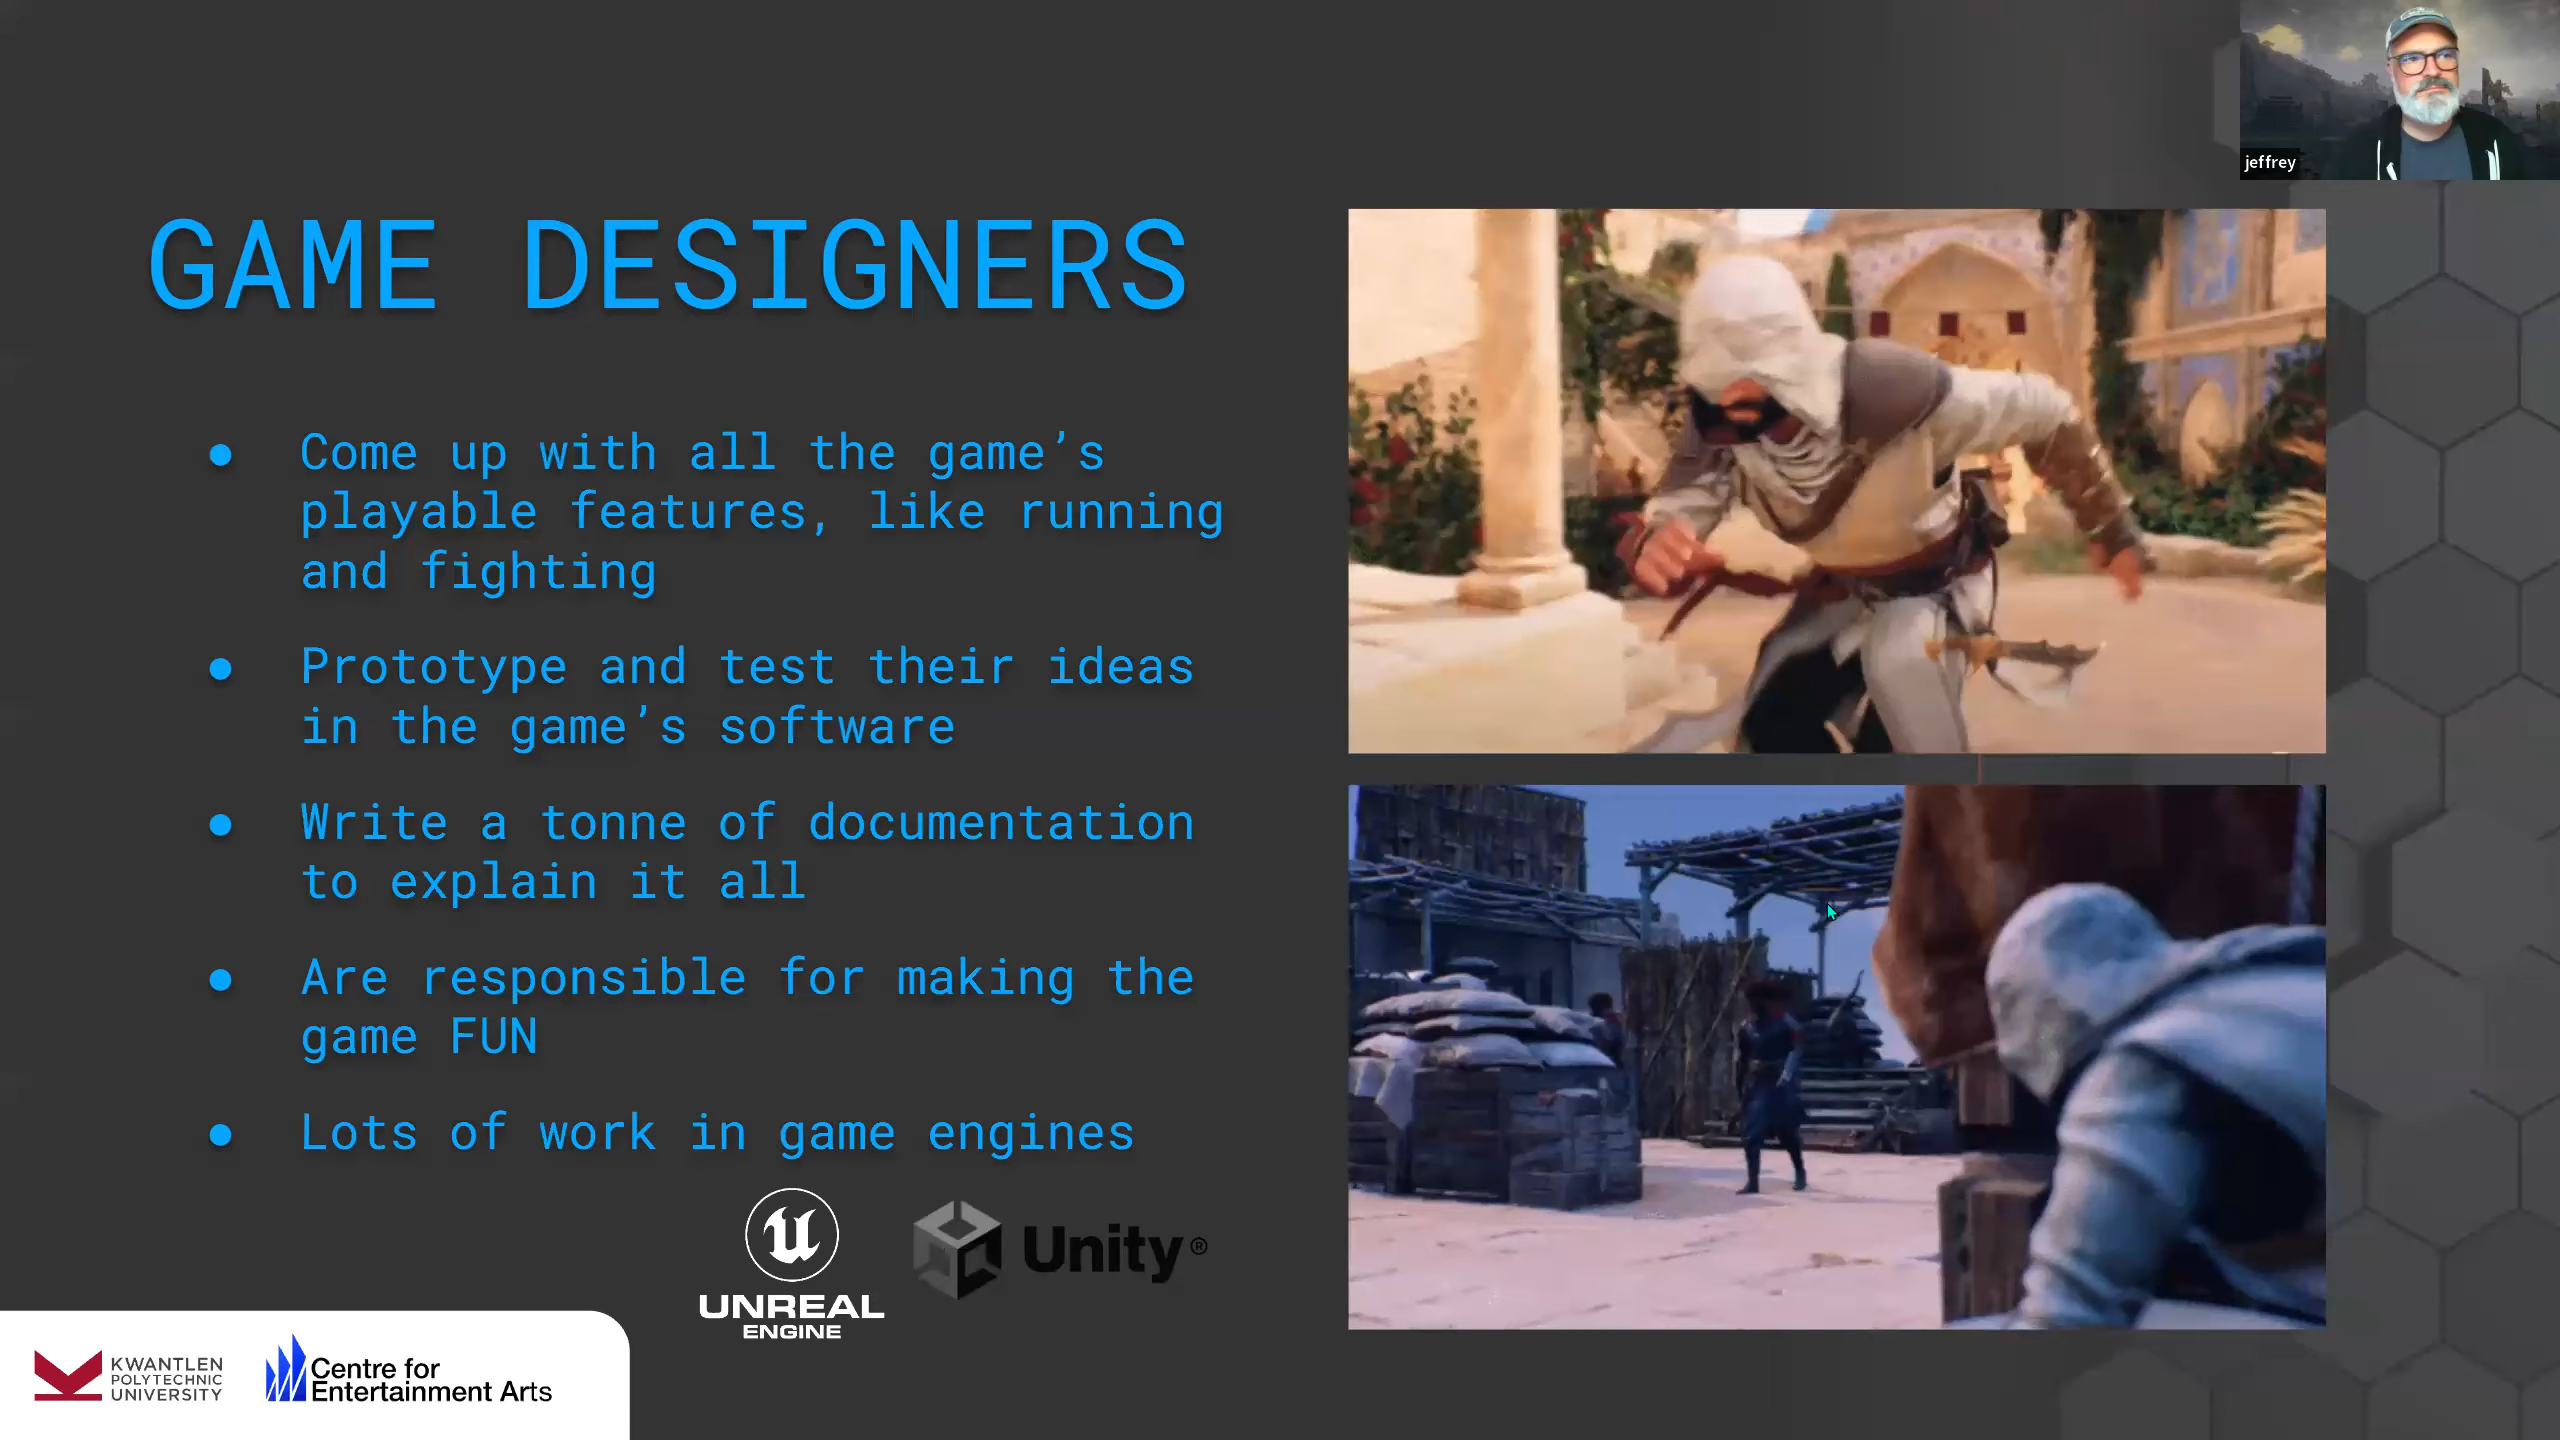 jeffrey
GAME DESIGNERS
● Come up with all the game’s
playable features, like running
and fighting
● Prototype and test their ideas
in the game’s software
● Write a tonne of documentation
to explain it all
● Are responsible for making the
game FUN
● Lots of work in game engines
UNREAL
ENGINE
Unity®
KWANTLEN
POLYTECHNIC
UNIVERSITY
Centre for
Entertainment Arts